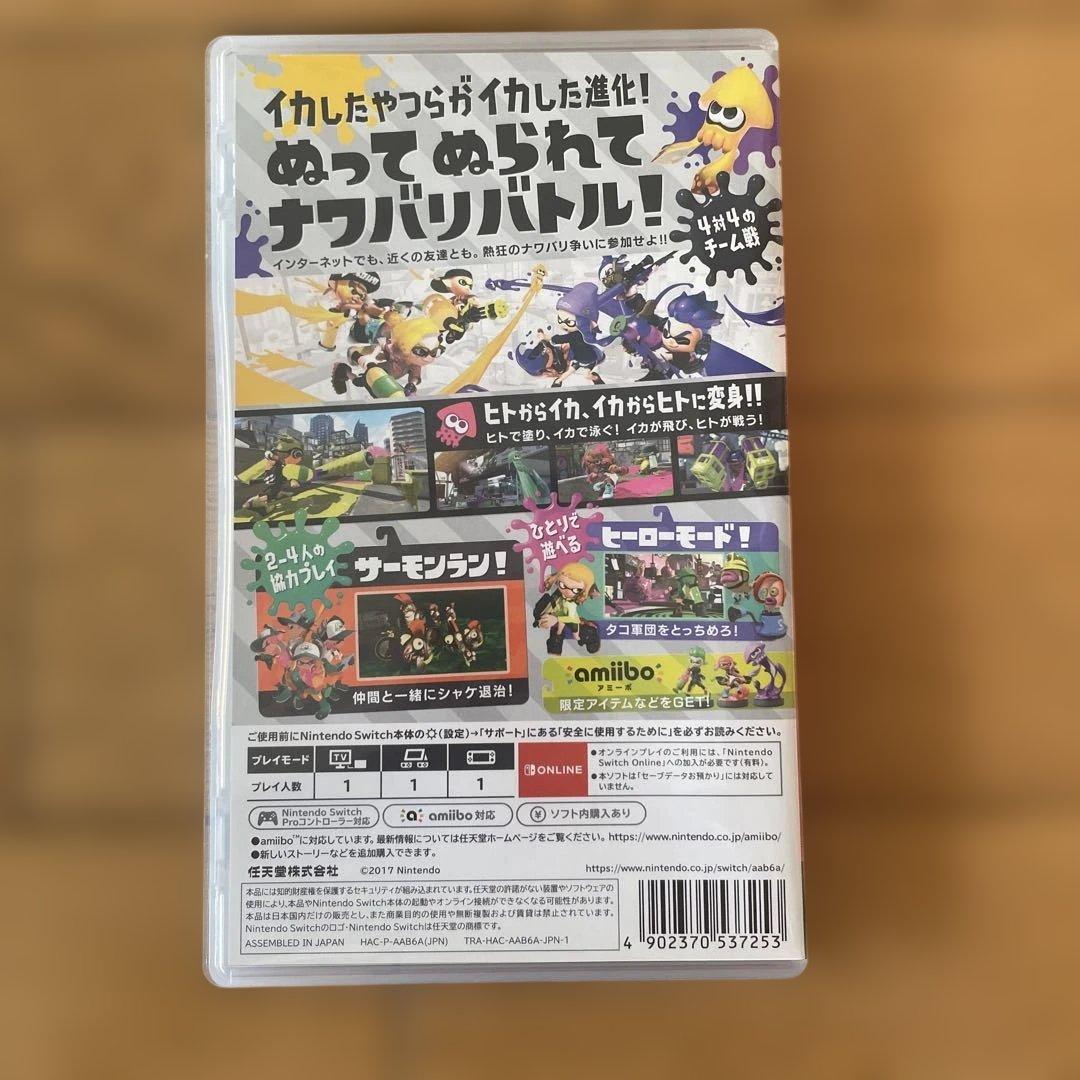 イカしたやつらがイカした進化!
ぬって ぬられて
ナワバリバトル!
4対4の
チーム戦
インターネットでも、近くの友達とも。熱狂のナワバリ争いに参加せよ!!
ヒトからイカ、イカからヒトに変身!!
ヒトで塗り、イカで泳ぐ! イカが飛び、ヒトが戦う!
2-4人の
協力プレイ
サーモンラン!
仲間と一緒にシャケ退治!
ひとりで
遊べる
ヒーローモード!
タコ軍団をとっちめろ!
amiibo
アミーボ
限定アイテムなどをGET!
ご使用前にNintendo Switch本体の(設定)→「サポート」にある「安全に使用するために」を必ずお読みください。
プレイモード TV
プレイ人数 1 1 1
ONLINE
●オンラインプレイのご利用には、「Nintendo
Switch Online」への加入が必要です(有料)。
●本ソフトは「セーブデータお預かり」には対応して
いません。
Nintendo Switch
Proコントローラー対応
amiibo 対応
ソフト内購入あり
●amiibo™に対応しています。最新情報については任天堂ホームページをご覧ください。https://www.nintendo.co.jp/amiibo/
●新しいストーリーなどを追加購入できます。
任天堂株式会社 ©2017 Nintendo https://www.nintendo.co.jp/switch/aab6a/
本品には知的財産権を保護するセキュリティが組み込まれています。任天堂の許諾がない装置やソフトウェアの
使用により、本品やNintendo Switch本体の起動やオンライン接続ができなくなる可能性があります。
本品は日本国内だけの販売とし、また商業目的の使用や無断複製および賃貸は禁止されています。
Nintendo Switchのロゴ・Nintendo Switchは任天堂の商標です。
ASSEMBLED IN JAPAN HAC-P-AAB6A(JPN) TRA-HAC-AAB6A-JPN-1
4 902370 537253